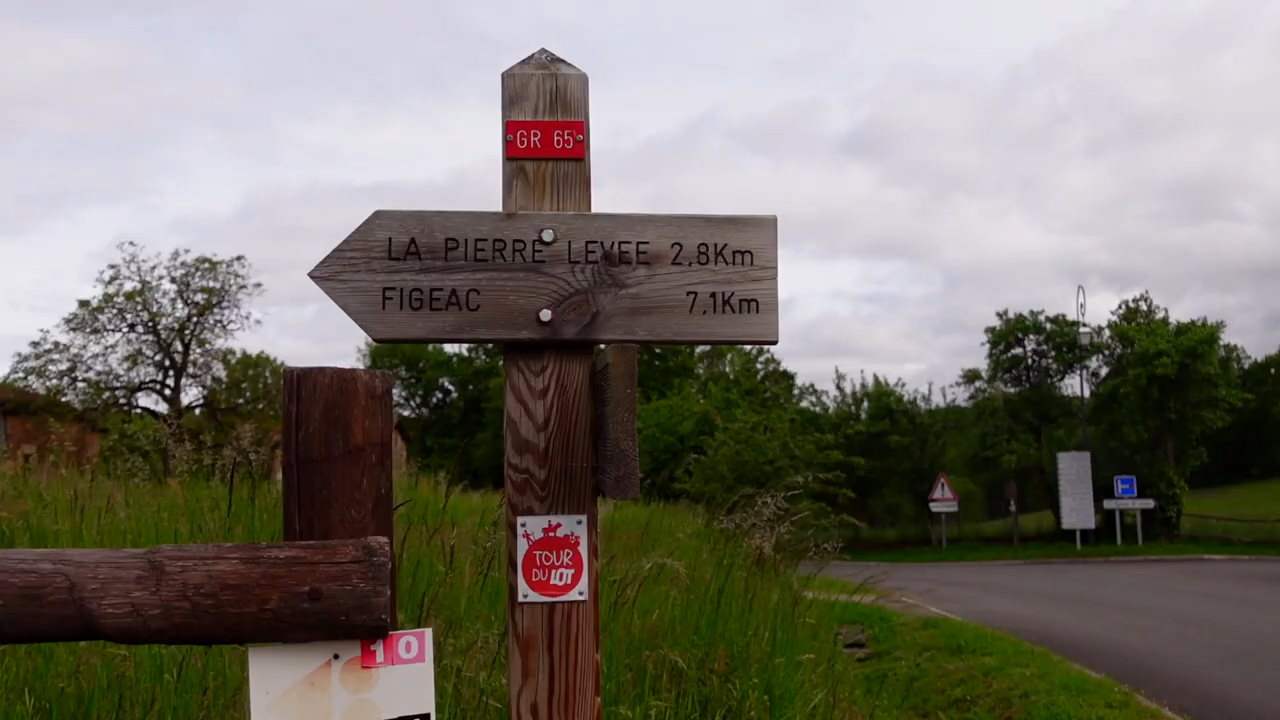 GR 65
LA PIERRE LEVEE 2,8Km
FIGEAC 7,1Km
TOUR
DU LOT
10